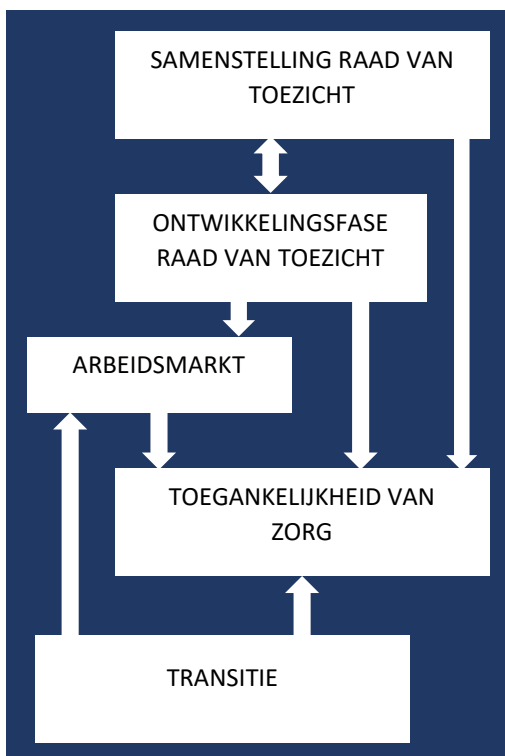 SAMENSTELLING RAAD VAN
TOEZICHT
ONTWIKKELINGSFASE
RAAD VAN TOEZICHT
ARBEIDSMARKT
TOEGANKELIJKHEID VAN
ZORG
TRANSITIE